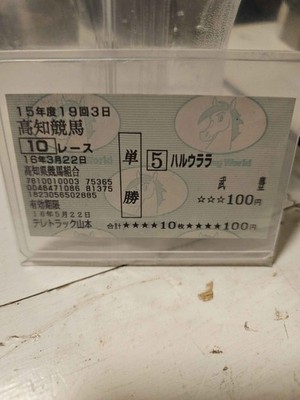 15年度19回3日
高知競馬
10レース
16年3月22日
高知県競馬組合
7610010003 75365
0048471086 81375
1823056502865
有効期限
16年5月22日
テレトラック山本
単勝
5 ハルウララ
武 豊
☆☆☆100円
合計★★★★10枚★★★★100円